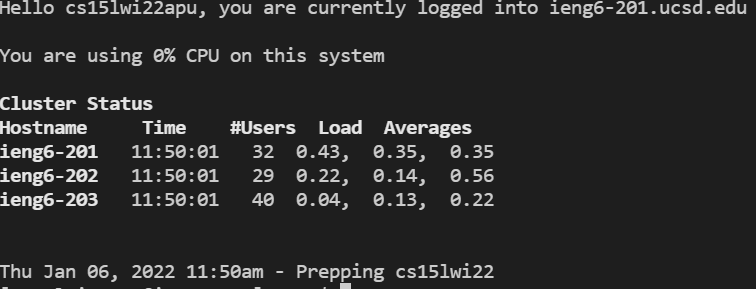 Hello cs15lwi22apu, you are currently logged into ieng6-201.ucsd.edu
You are using 0% CPU on this system
Cluster Status
Hostname Time #Users Load Averages
ieng6-201 11:50:01 32 0.43, 0.35, 0.35
ieng6-202 11:50:01 29 0.22, 0.14, 0.56
ieng6-203 11:50:01 40 0.04, 0.13, 0.22
Thu Jan 06, 2022 11:50am - Prepping cs15lwi22